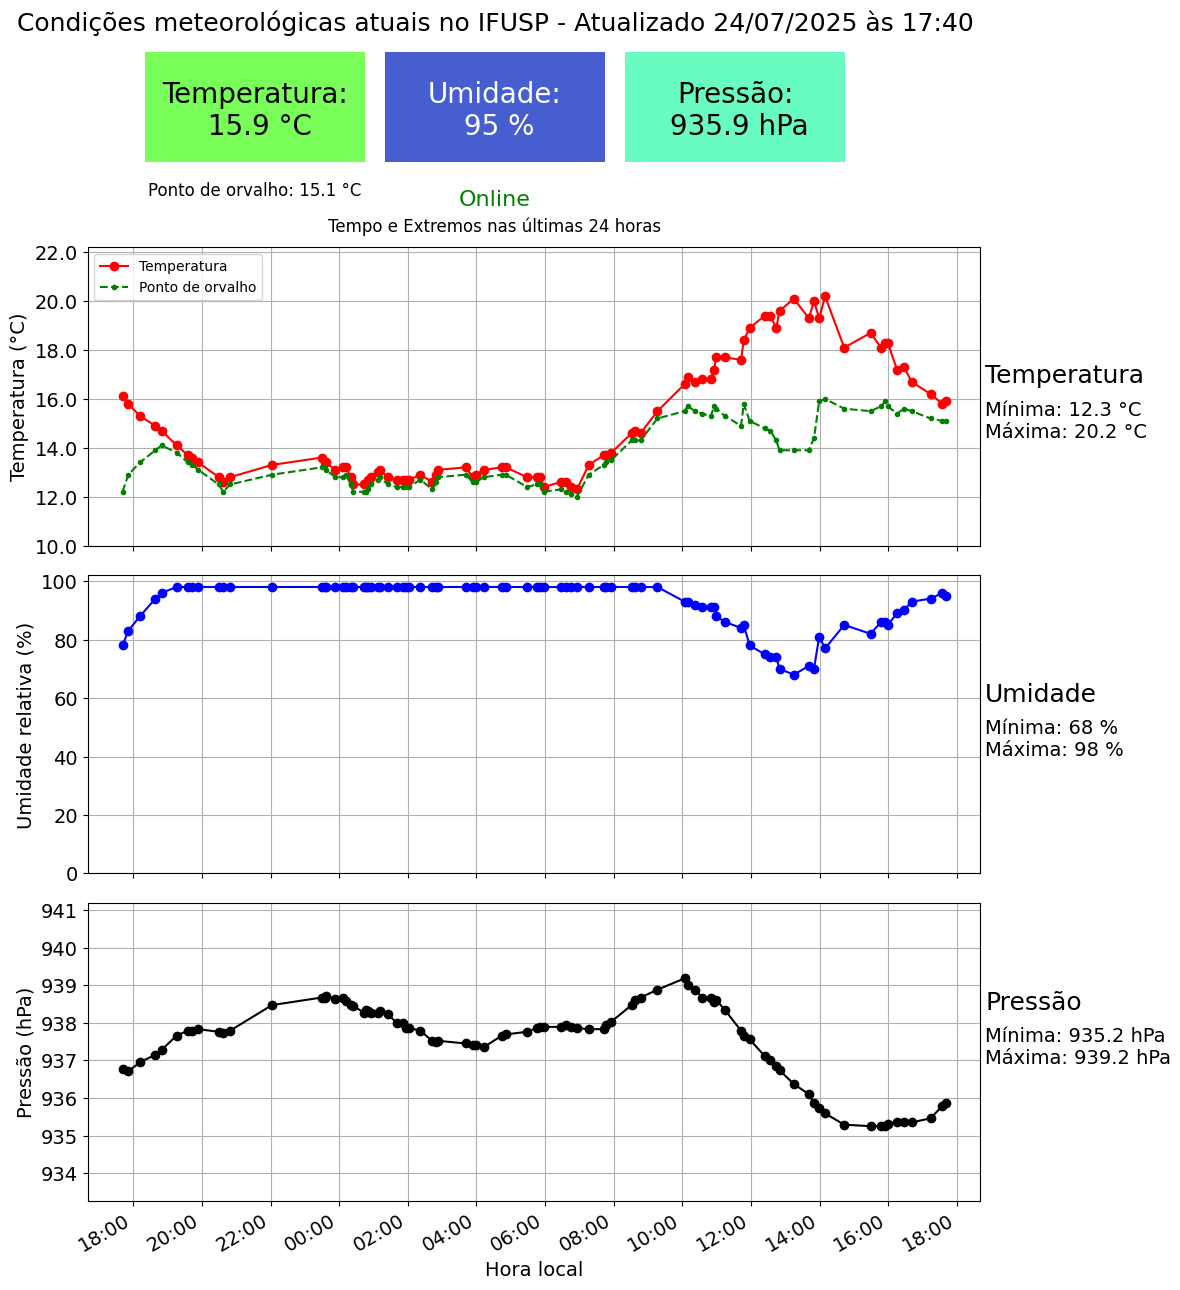 Condições meteorológicas atuais no IFUSP - Atualizado 24/07/2025 às 17:40
Temperatura:
15.9 °C
Umidade:
95 %
Pressão:
935.9 hPa
Ponto de orvalho: 15.1 °C
Online
Tempo e Extremos nas últimas 24 horas
Temperatura (°C)
22.0
20.0
18.0
16.0
14.0
12.0
10.0
Temperatura
Ponto de orvalho
Temperatura
Mínima: 12.3 °C
Máxima: 20.2 °C
Umidade relativa (%)
100
80
60
40
20
0
Umidade
Mínima: 68 %
Máxima: 98 %
Pressão (hPa)
941
940
939
938
937
936
935
934
Pressão
Mínima: 935.2 hPa
Máxima: 939.2 hPa
18:00 20:00 22:00 00:00 02:00 04:00 06:00 08:00 10:00 12:00 14:00 16:00 18:00
Hora local